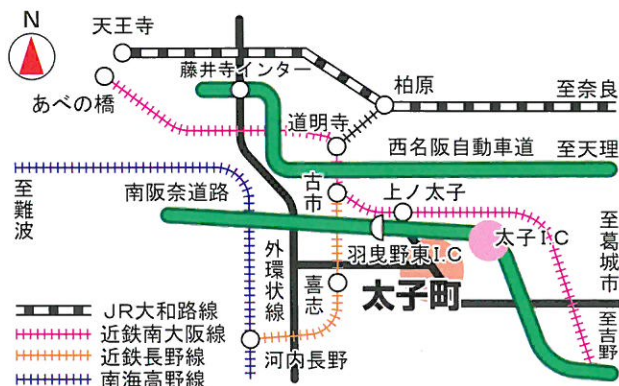 N
天王寺
藤井寺インター
柏原
至奈良
あべの橋
道明寺
西名阪自動車道
至天理
至難波
南阪奈道路
古市
上ノ太子
太子I.C
羽曳野東I.C
至葛城市
外環状線
喜志
太子町
至吉野
河内長野
JR大和路線
近鉄南大阪線
近鉄長野線
南海高野線